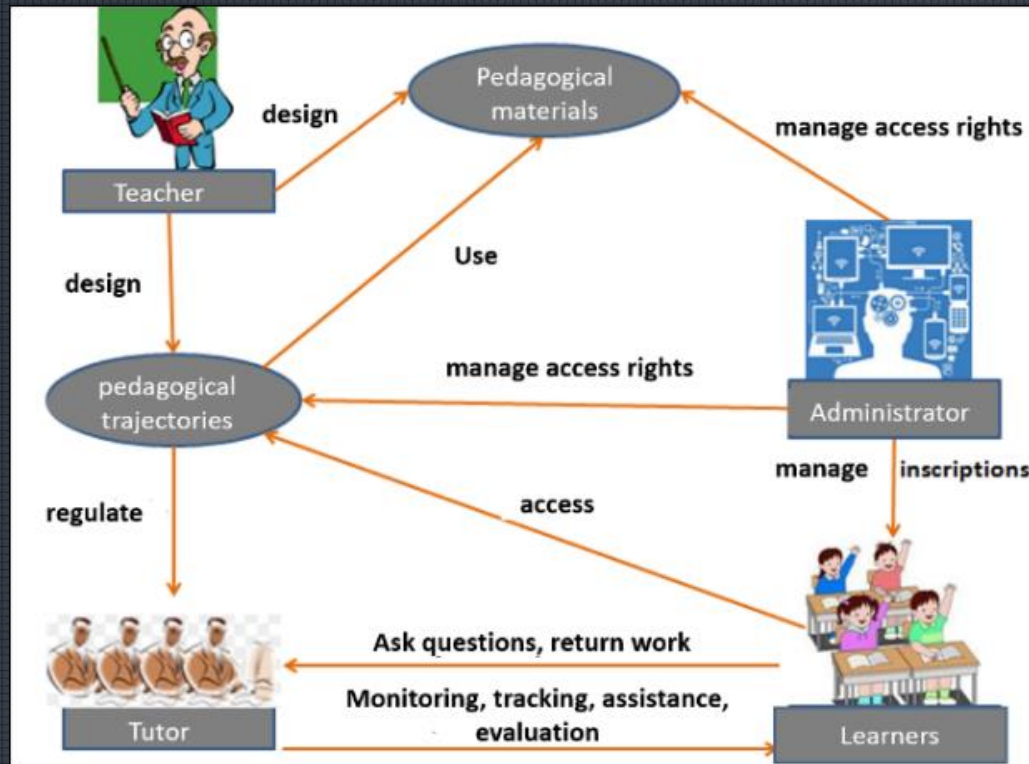 Pedagogical
materials
design
manage access rights
Teacher
Use
design
manage access rights
pedagogical
trajectories
Administrator
manage inscriptions
access
regulate
Ask questions, return work
Monitoring, tracking, assistance,
evaluation
Tutor
Learners